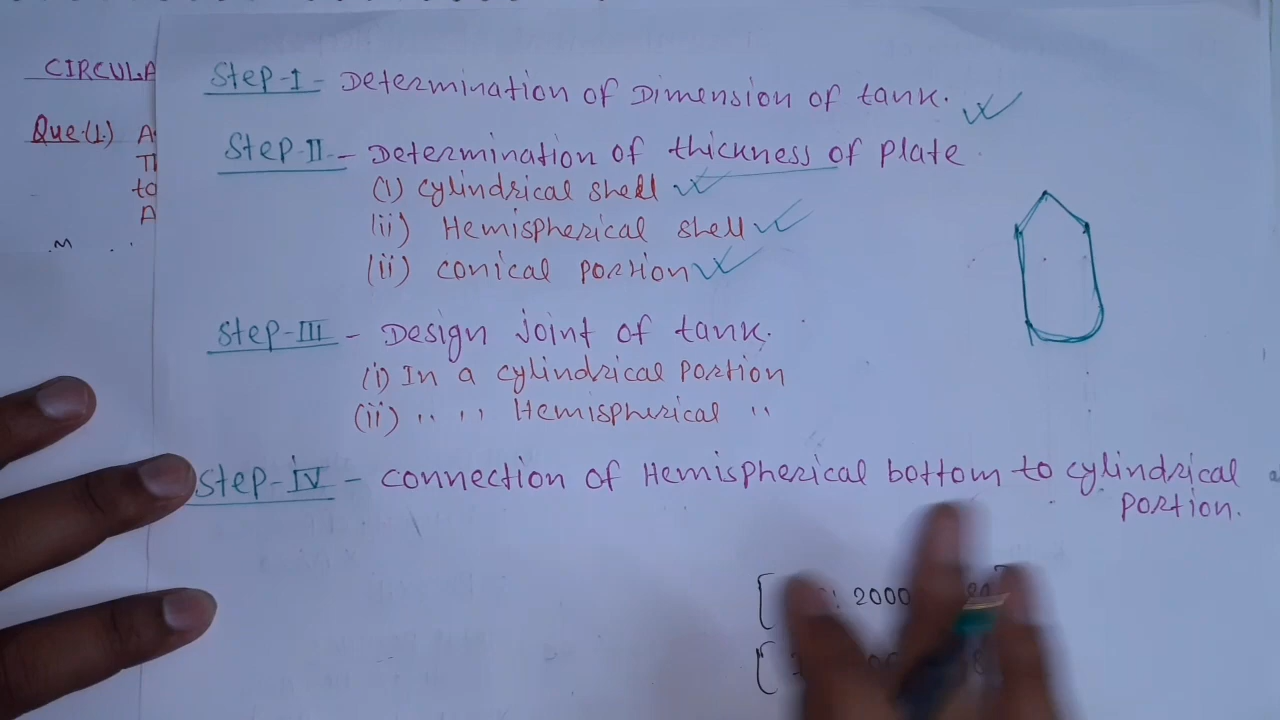 CIRCULA
Que.(1.) A
Th
to
A
Step-I - Determination of Dimension of tank.
Step-II - Determination of thickness of plate
(i) cylindrical shell
(ii) Hemispherical shell
(ii) conical portion
Step-III - Design joint of tank.
(i) In a cylindrical portion
(ii) " " Hemispherical "
Step-IV - connection of Hemispherical bottom to cylindrical
portion.
: 2000